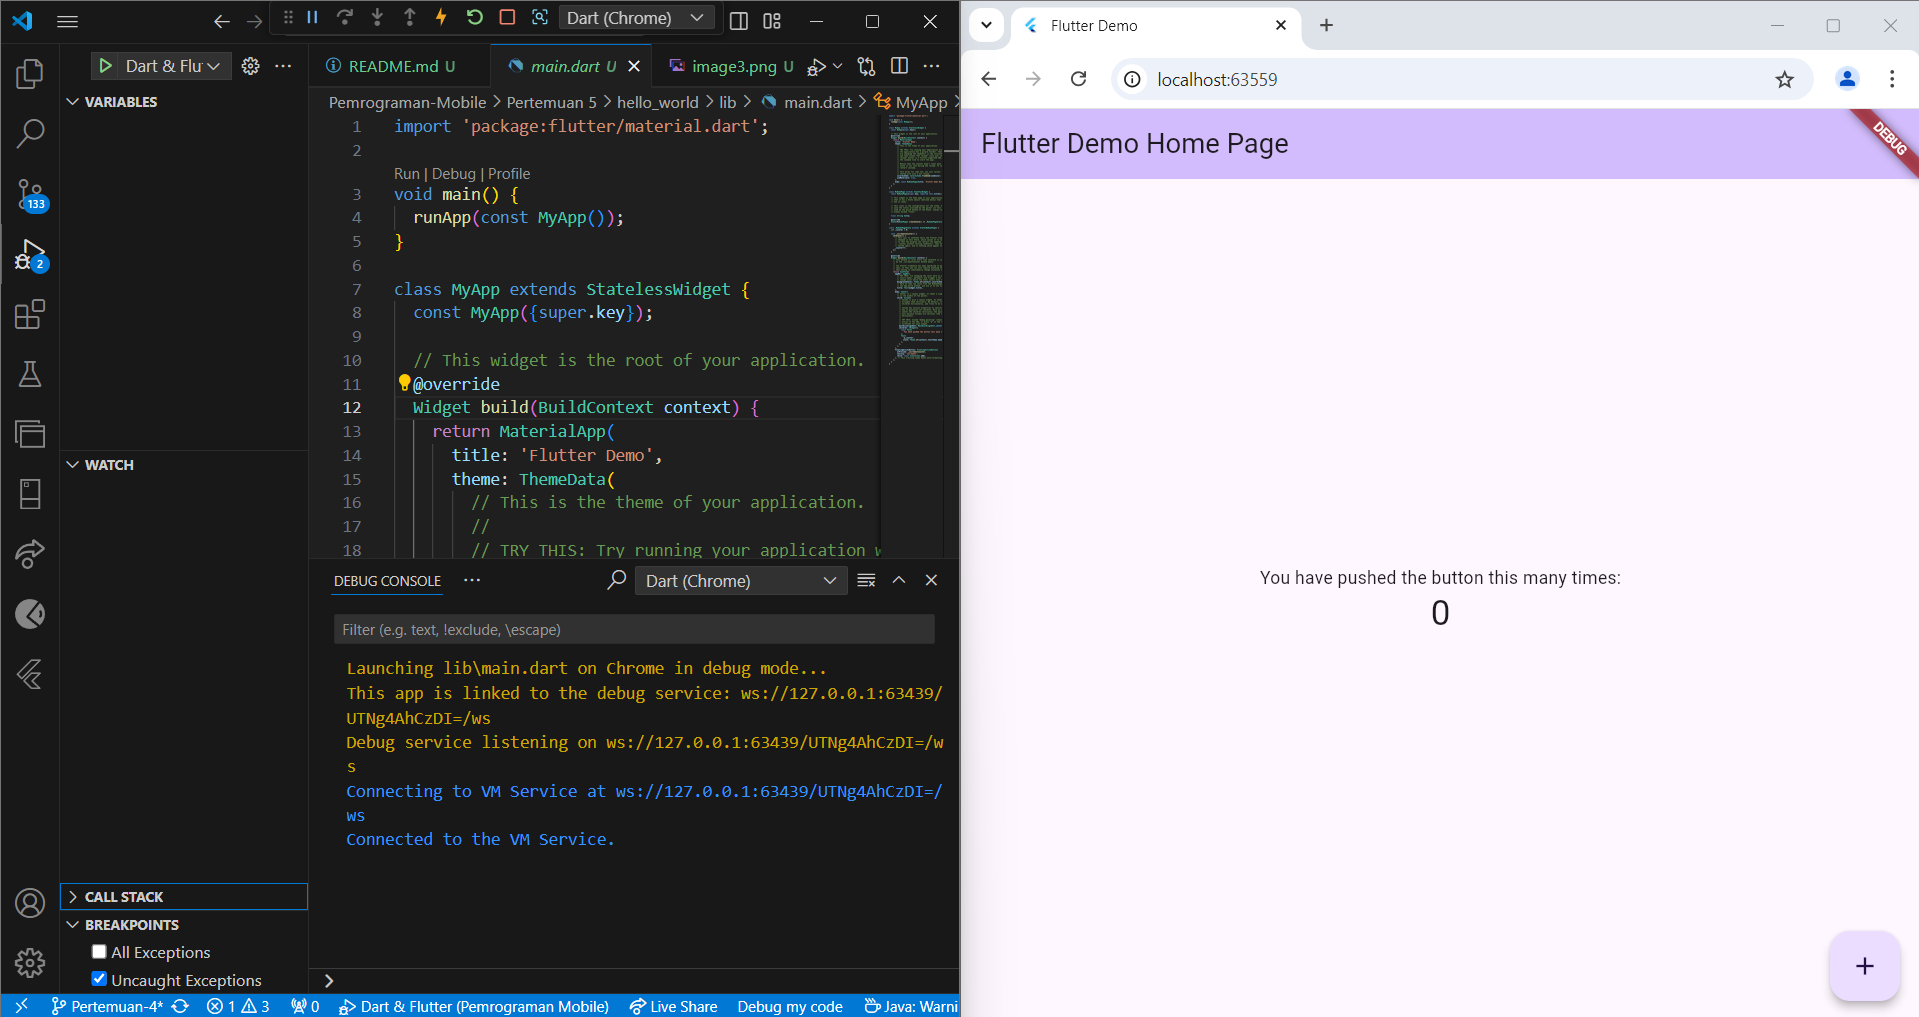 Dart (Chrome)
Dart & Flu
VARIABLES
WATCH
CALL STACK
BREAKPOINTS
All Exceptions
Uncaught Exceptions
133
2
README.md U
main.dart U
image3.png U
Pemrograman-Mobile > Pertemuan 5 > hello_world > lib > main.dart > MyApp >
1 import 'package:flutter/material.dart';
2
Run | Debug | Profile
3 void main() {
4 runApp(const MyApp());
5 }
6
7 class MyApp extends StatelessWidget {
8 const MyApp({super.key});
9
10 // This widget is the root of your application.
11 @override
12 Widget build(BuildContext context) {
13 return MaterialApp(
14 title: 'Flutter Demo',
15 theme: ThemeData(
16 // This is the theme of your application.
17 //
18 // TRY THIS: Try running your application w
DEBUG CONSOLE
Dart (Chrome)
Filter (e.g. text, !exclude, \escape)
Launching lib\main.dart on Chrome in debug mode...
This app is linked to the debug service: ws://127.0.0.1:63439/
UTNg4AhCzDI=/ws
Debug service listening on ws://127.0.0.1:63439/UTNg4AhCzDI=/w
s
Connecting to VM Service at ws://127.0.0.1:63439/UTNg4AhCzDI=/
ws
Connected to the VM Service.
Pertemuan-4* 1 3 0 Dart & Flutter (Pemrograman Mobile) Live Share Debug my code Java: Warni
Flutter Demo
localhost:63559
Flutter Demo Home Page
DEBUG
You have pushed the button this many times:
0
+